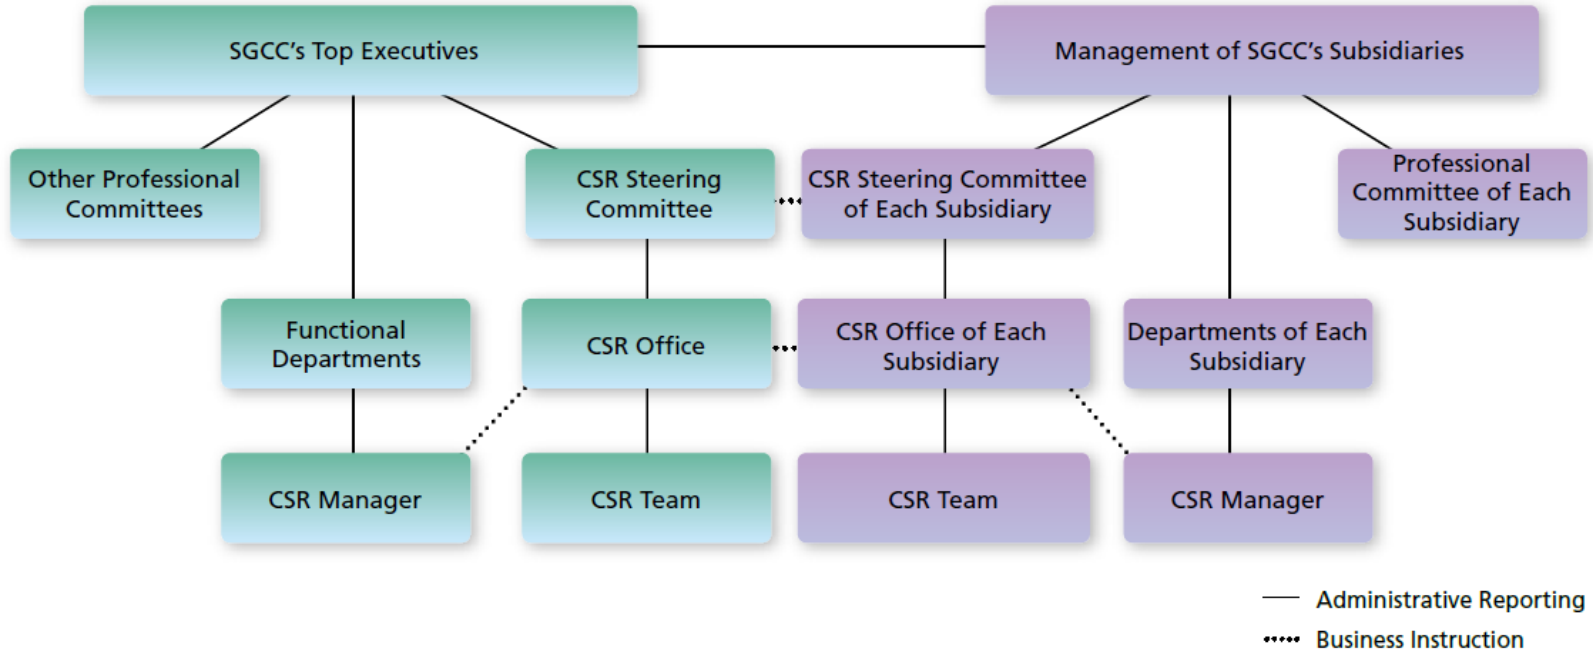 SGCC's Top Executives
Management of SGCC's Subsidiaries
Other Professional
Committees
CSR Steering
Committee
CSR Steering Committee
of Each Subsidiary
Professional
Committee of Each
Subsidiary
Functional
Departments
CSR Office
CSR Office of Each
Subsidiary
Departments of Each
Subsidiary
CSR Manager
CSR Team
CSR Team
CSR Manager
Administrative Reporting
Business Instruction